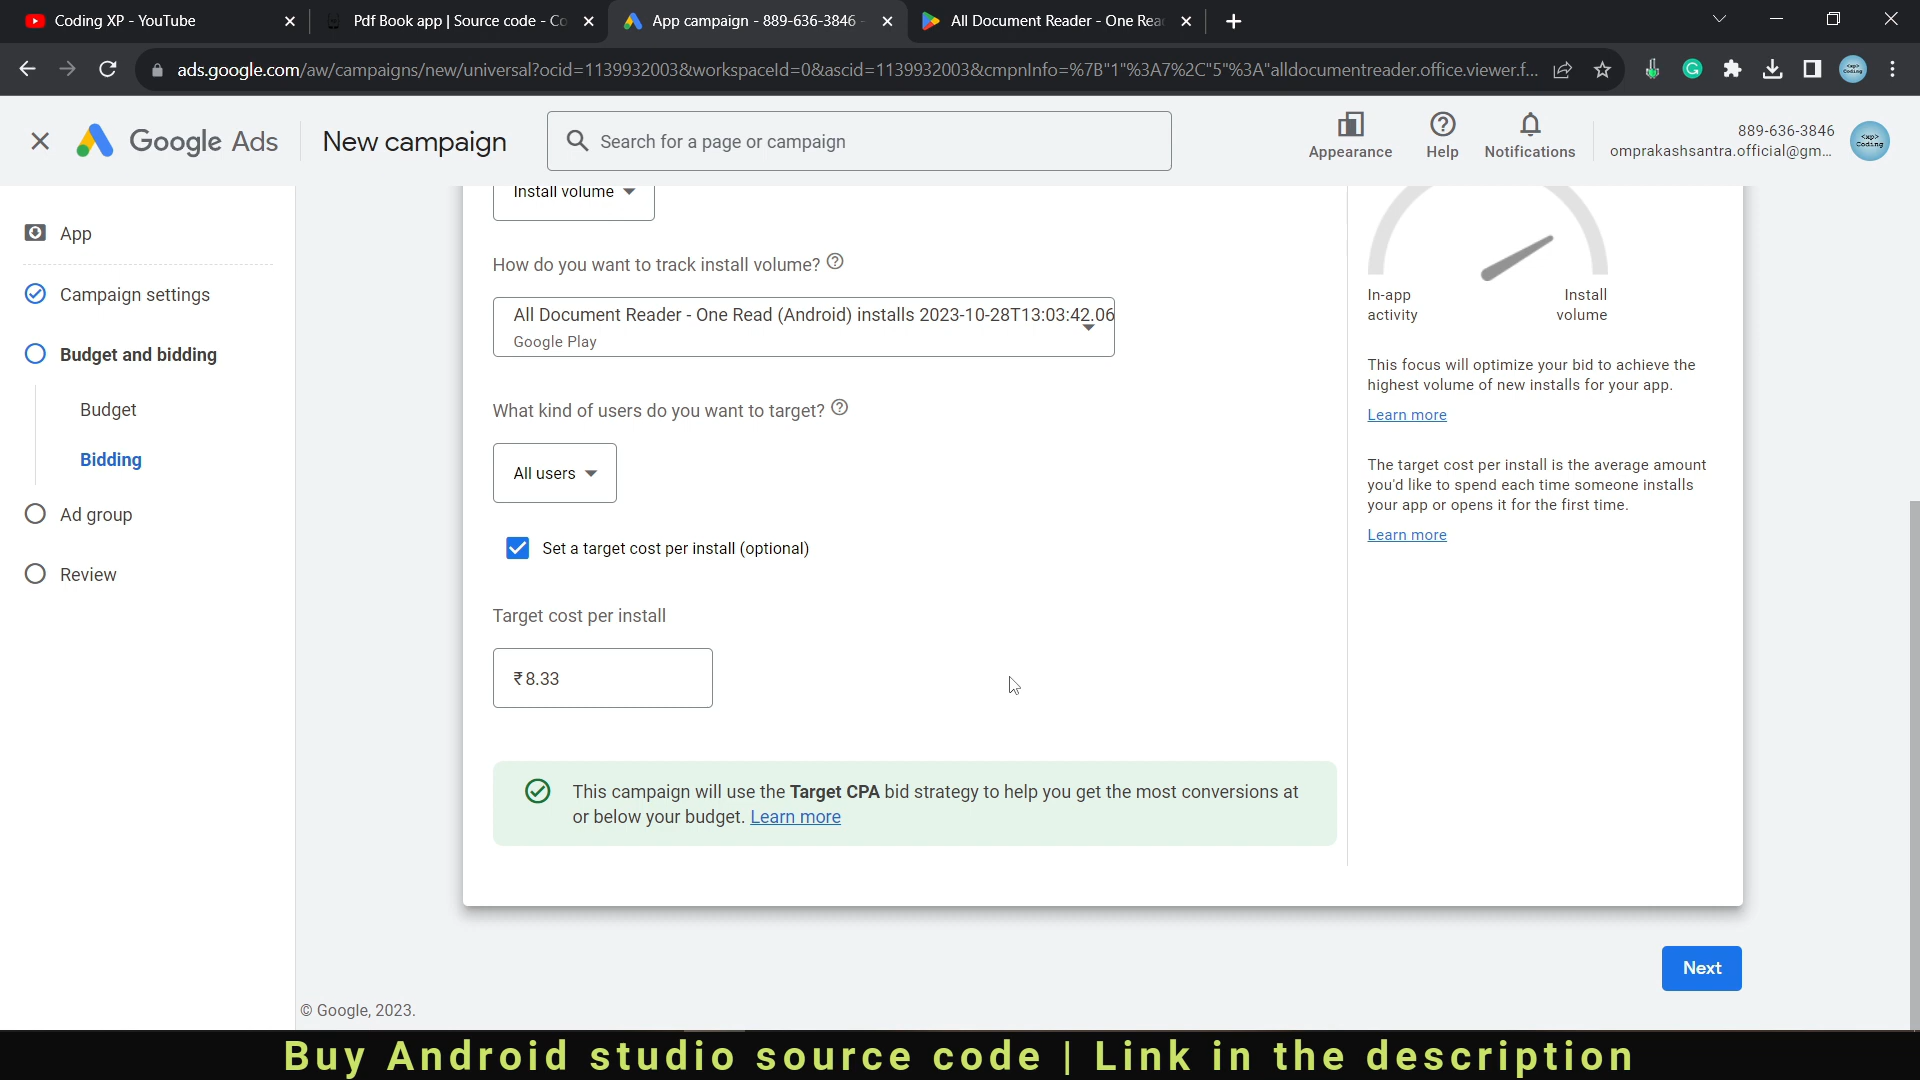 Coding XP - YouTube
Pdf Book app | Source code - Co
App campaign - 889-636-3846 -
All Document Reader - One Rea
ads.google.com/aw/campaigns/new/universal?ocid=1139932003&workspaceId=0&ascid=1139932003&cmpnInfo=%7B"1"%3A7%2C"5"%3A"alldocumentreader.office.viewer.f...
Google Ads
New campaign
Search for a page or campaign
Appearance
Help
Notifications
889-636-3846
omprakashsantra.official@gm...
<xp>
Coding
App
Campaign settings
Budget and bidding
Budget
Bidding
Ad group
Review
Install volume
How do you want to track install volume?
All Document Reader - One Read (Android) installs 2023-10-28T13:03:42.06
Google Play
What kind of users do you want to target?
All users
Set a target cost per install (optional)
Target cost per install
₹8.33
This campaign will use the Target CPA bid strategy to help you get the most conversions at
or below your budget. Learn more
In-app
activity
Install
volume
This focus will optimize your bid to achieve the
highest volume of new installs for your app.
Learn more
The target cost per install is the average amount
you'd like to spend each time someone installs
your app or opens it for the first time.
Learn more
Next
© Google, 2023.
Buy Android studio source code | Link in the description